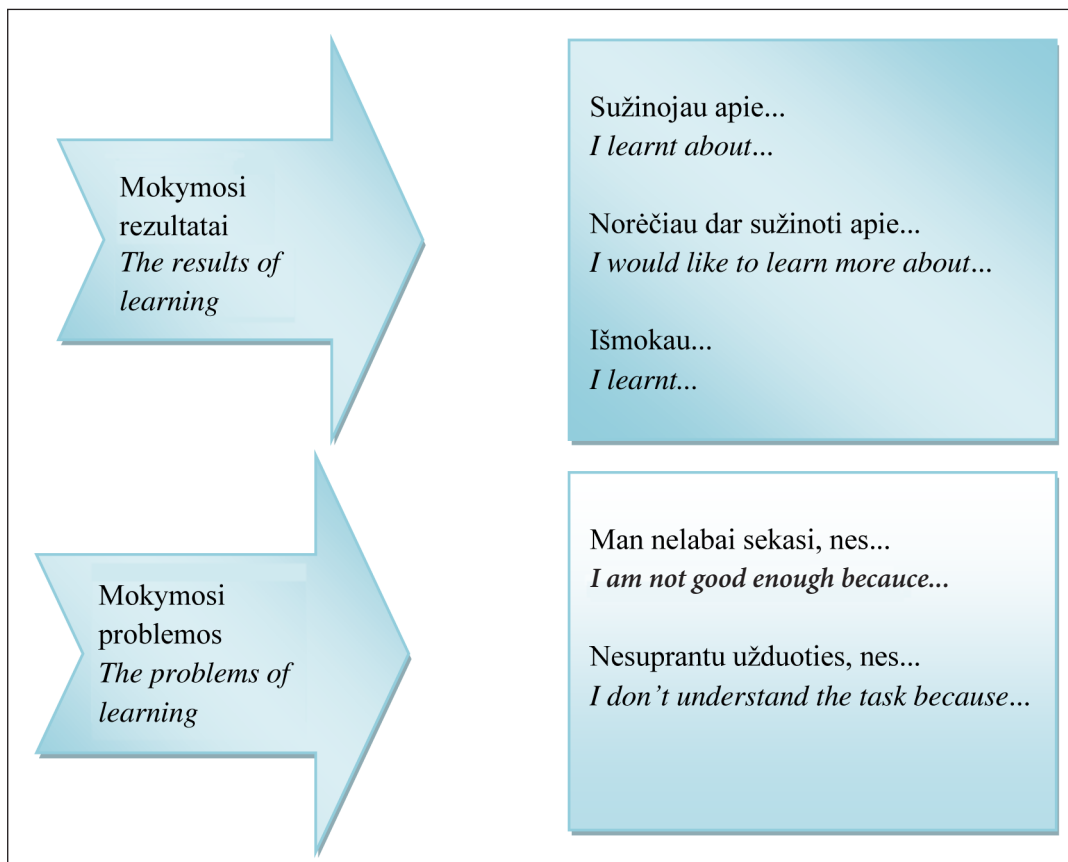 Mokymosi
rezultatai
The results of
learning
Sužinojau apie...
I learnt about...
Norėčiau dar sužinoti apie...
I would like to learn more about...
Išmokau...
I learnt...
Mokymosi
problemos
The problems of
learning
Man nelabai sekasi, nes...
I am not good enough becauce...
Nesuprantu užduoties, nes...
I don’t understand the task because...